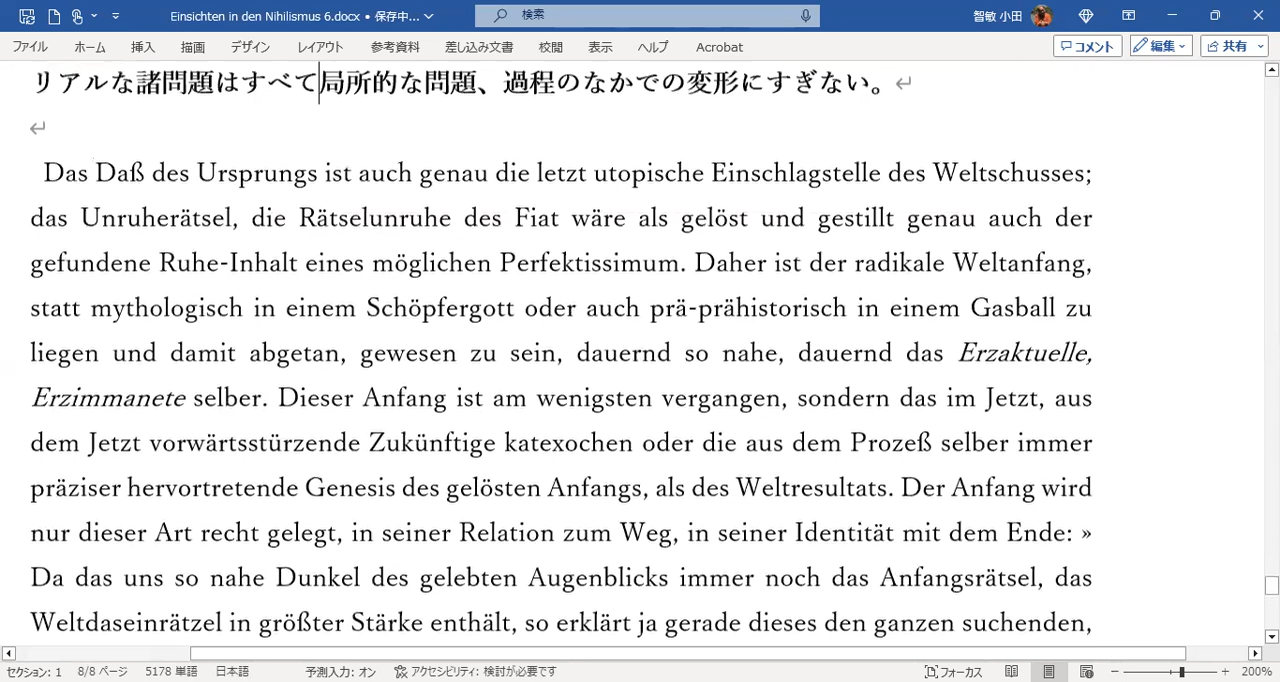 Einsichten in den Nihilismus 6.docx • 保存中...
検索
智敏 小田
ファイル ホーム 挿入 描画 デザイン レイアウト 参考資料 差し込み文書 校閲 表示 ヘルプ Acrobat
コメント 編集 共有
リアルな諸問題はすべて局所的な問題、過程のなかでの変形にすぎない。
Das Daß des Ursprungs ist auch genau die letzt utopische Einschlagstelle des Weltschusses;
das Unruherätsel, die Rätselunruhe des Fiat wäre als gelöst und gestillt genau auch der
gefundene Ruhe-Inhalt eines möglichen Perfektissimum. Daher ist der radikale Weltanfang,
statt mythologisch in einem Schöpfergott oder auch prä-prähistorisch in einem Gasball zu
liegen und damit abgetan, gewesen zu sein, dauernd so nahe, dauernd das Erzaktuelle,
Erzimmanete selber. Dieser Anfang ist am wenigsten vergangen, sondern das im Jetzt, aus
dem Jetzt vorwärtsstürzende Zukünftige katexochen oder die aus dem Prozeß selber immer
präziser hervortretende Genesis des gelösten Anfangs, als des Weltresultats. Der Anfang wird
nur dieser Art recht gelegt, in seiner Relation zum Weg, in seiner Identität mit dem Ende: »
Da das uns so nahe Dunkel des gelebten Augenblicks immer noch das Anfangsrätsel, das
Weltdaseinrätzel in größter Stärke enthält, so erklärt ja gerade dieses den ganzen suchenden,
セクション: 1 8/8 ページ 5178 単語 日本語 予測入力: オン アクセシビリティ: 検討が必要です フォーカス 200%